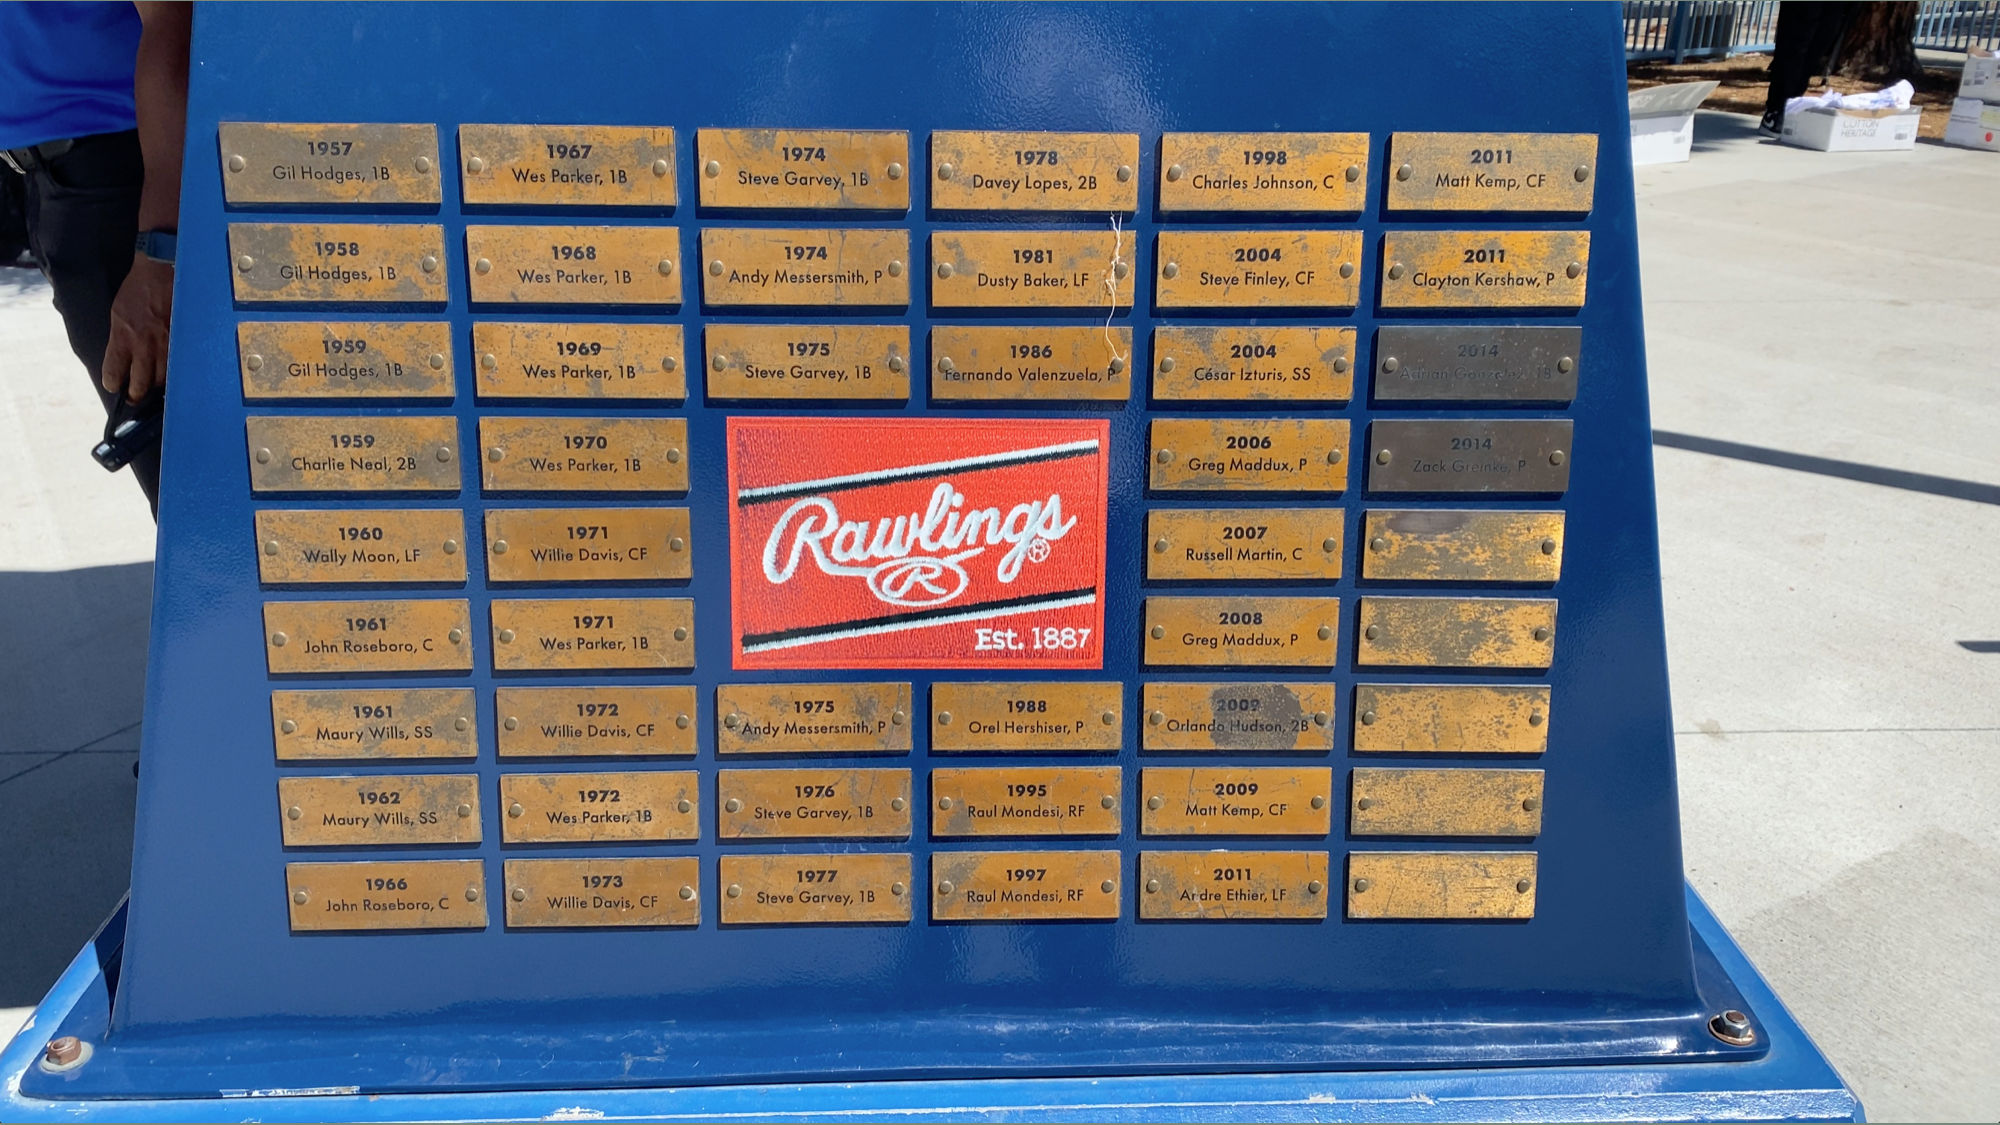 1957
Gil Hodges, 1B
1958
Gil Hodges, 1B
1959
Gil Hodges, 1B
1959
Charlie Neal, 2B
1960
Wally Moon, LF
1961
John Roseboro, C
1961
Maury Wills, SS
1962
Maury Wills, SS
1966
John Roseboro, C
1967
Wes Parker, 1B
1968
Wes Parker, 1B
1969
Wes Parker, 1B
1970
Wes Parker, 1B
1971
Willie Davis, CF
1971
Wes Parker, 1B
1972
Willie Davis, CF
1972
Wes Parker, 1B
1973
Willie Davis, CF
1974
Steve Garvey, 1B
1974
Andy Messersmith, P
1975
Steve Garvey, 1B
1975
Andy Messersmith, P
1976
Steve Garvey, 1B
1977
Steve Garvey, 1B
1978
Davey Lopes, 2B
1981
Dusty Baker, LF
1986
Fernando Valenzuela, P
Rawlings®
R
Est. 1887
1988
Orel Hershiser, P
1995
Raul Mondesi, RF
1997
Raul Mondesi, RF
1998
Charles Johnson, C
2004
Steve Finley, CF
2004
César Izturis, SS
2006
Greg Maddux, P
2007
Russell Martin, C
2008
Greg Maddux, P
2009
Orlando Hudson, 2B
2009
Matt Kemp, CF
2011
Andre Ethier, LF
2011
Matt Kemp, CF
2011
Clayton Kershaw, P
2014
Adrian Gonzalez, 1B
2014
Zack Greinke, P
COTTON
HERITAGE